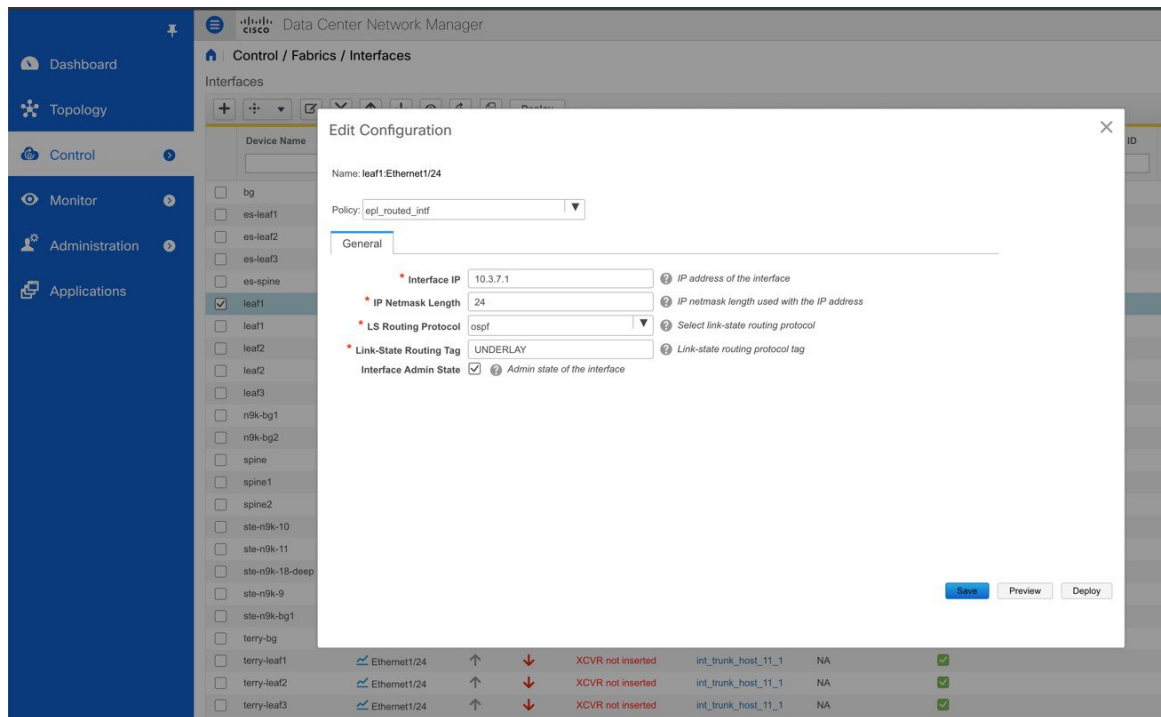 cisco Data Center Network Manager
Control / Fabrics / Interfaces
Interfaces
Deploy
Dashboard
Topology
Control
Monitor
Administration
Applications
Device Name
ID
bg
es-leaf1
es-leaf2
es-leaf3
es-spine
leaf1
leaf1
leaf2
leaf2
leaf3
n9k-bg1
n9k-bg2
spine
spine1
spine2
ste-n9k-10
ste-n9k-11
ste-n9k-18-deep
ste-n9k-9
ste-n9k-bg1
terry-bg
terry-leaf1 Ethernet1/24 XCVR not inserted int_trunk_host_11_1 NA
terry-leaf2 Ethernet1/24 XCVR not inserted int_trunk_host_11_1 NA
terry-leaf3 Ethernet1/24 XCVR not inserted int_trunk_host_11_1 NA
Edit Configuration
Name: leaf1:Ethernet1/24
Policy: epl_routed_intf
General
* Interface IP 10.3.7.1 ? IP address of the interface
* IP Netmask Length 24 ? IP netmask length used with the IP address
* LS Routing Protocol ospf ? Select link-state routing protocol
* Link-State Routing Tag UNDERLAY ? Link-state routing protocol tag
Interface Admin State ? Admin state of the interface
Save Preview Deploy